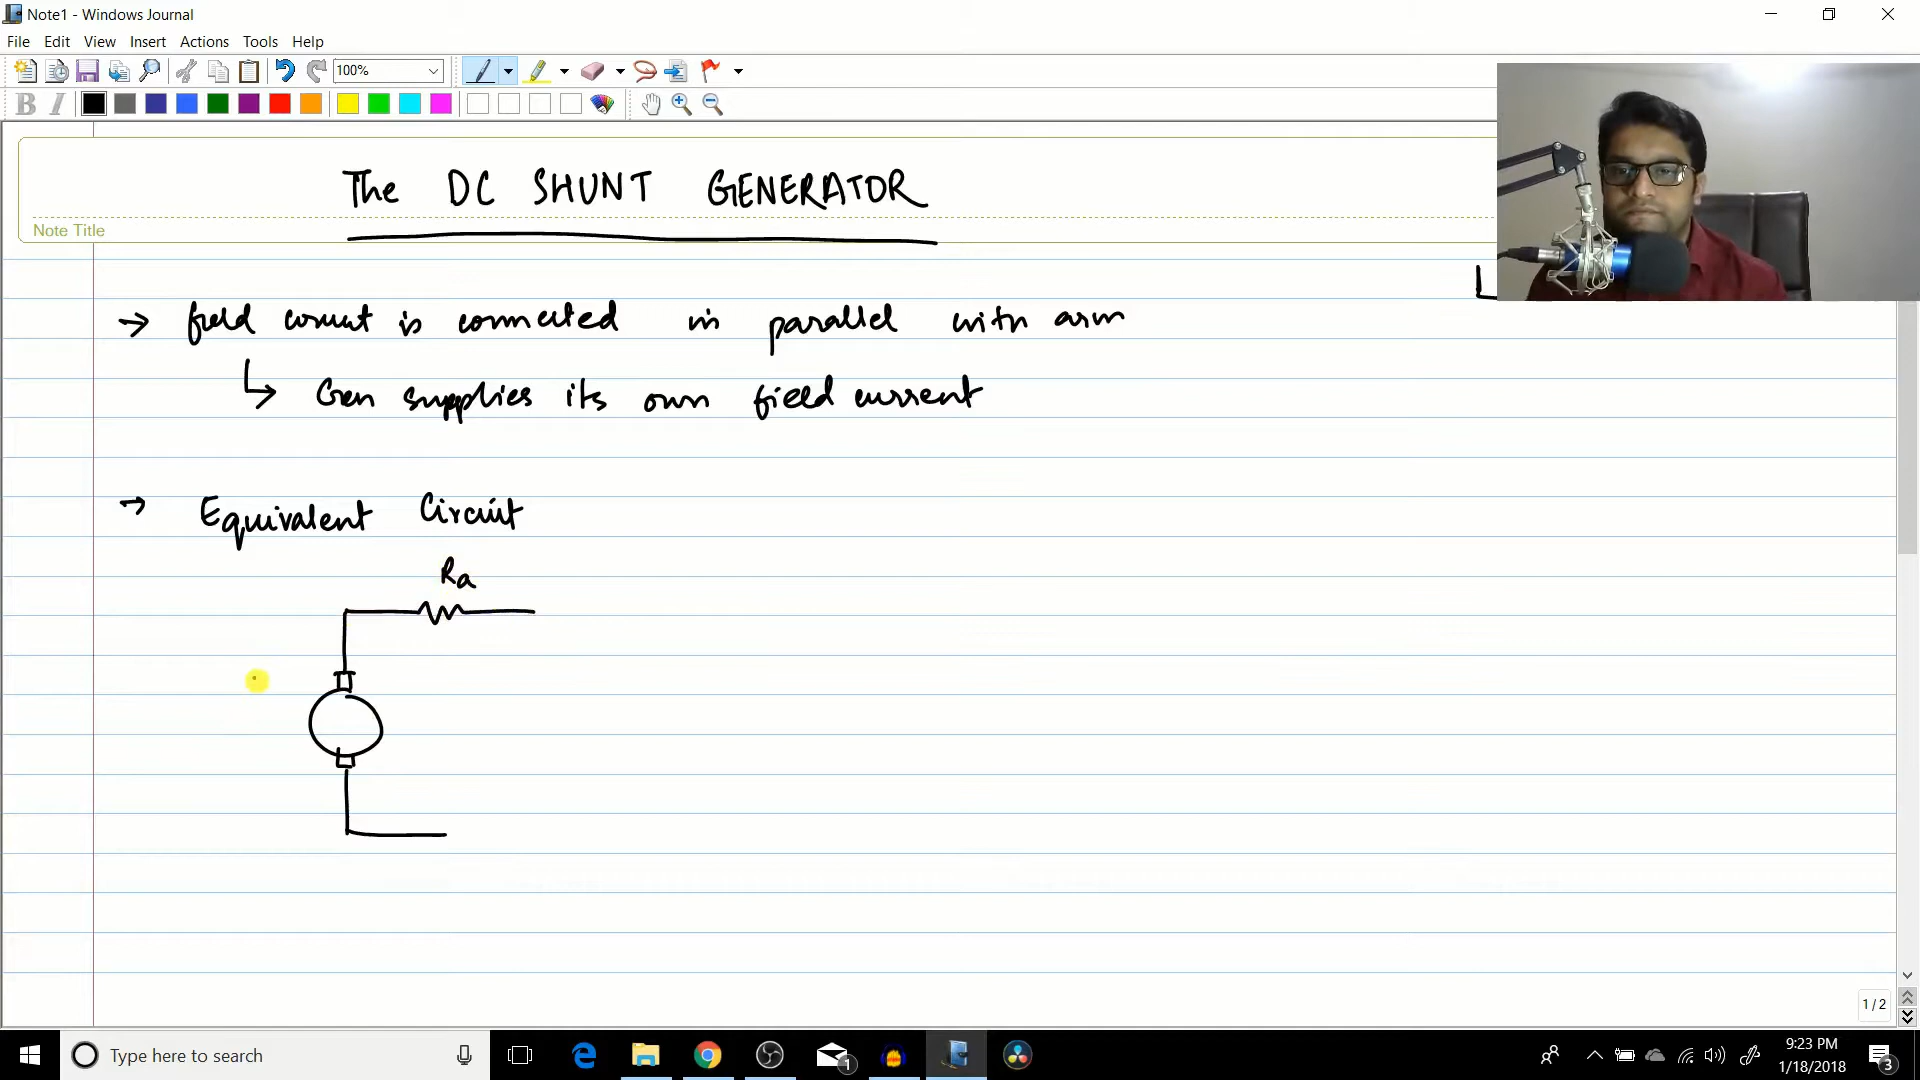 Note1 - Windows Journal
File Edit View Insert Actions Tools Help
100%
B I
The DC SHUNT GENERATOR
Note Title
→ field is connected in parallel with arm
↳ Gen supplies its own field current
→ Equivalent Circuit
Ra
1 / 2
Type here to search
1
9:23 PM
1/18/2018
3